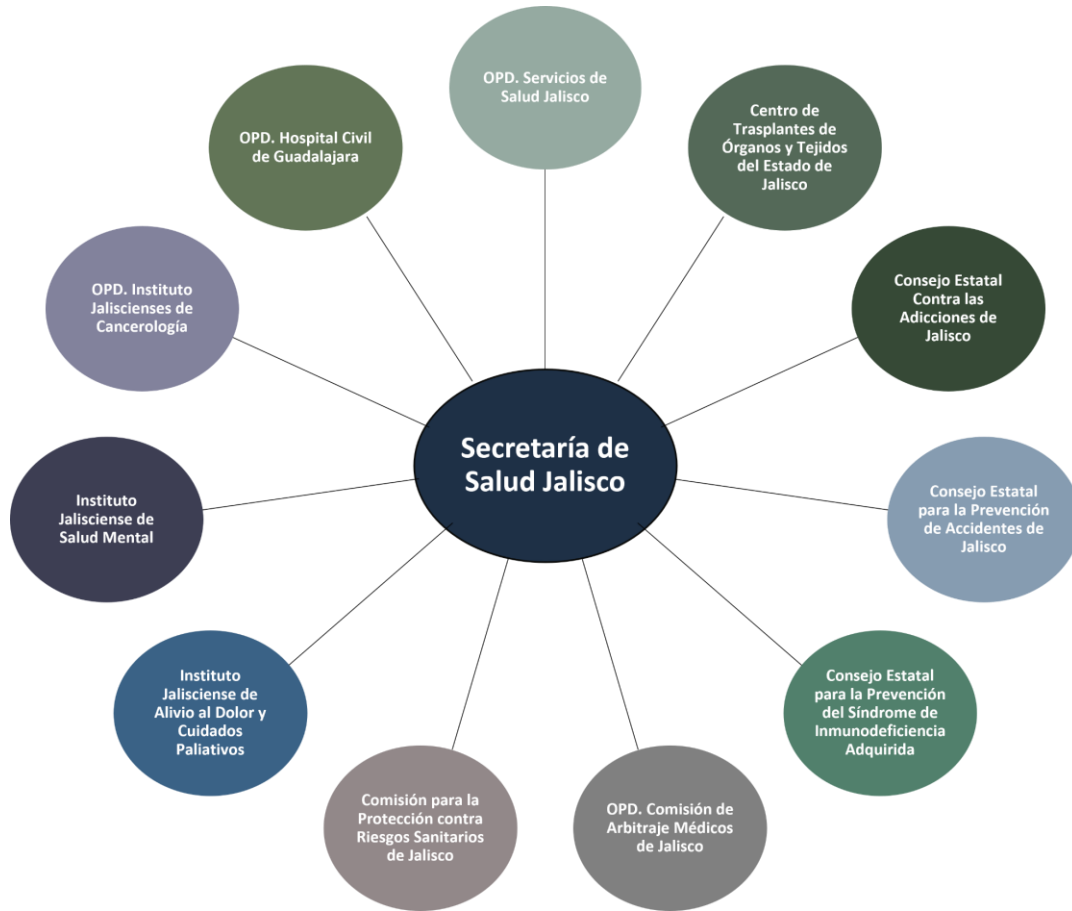 OPD. Servicios de
Salud Jalisco
Centro de
Trasplantes de
Órganos y Tejidos
del Estado de
Jalisco
Consejo Estatal
Contra las
Adicciones de
Jalisco
Consejo Estatal
para la Prevención
de Accidentes de
Jalisco
Consejo Estatal
para la Prevención
del Síndrome de
Inmunodeficiencia
Adquirida
OPD. Comisión de
Arbitraje Médicos
de Jalisco
Comisión para la
Protección contra
Riesgos Sanitarios
de Jalisco
Instituto
Jalisciense de
Alivio al Dolor y
Cuidados
Paliativos
Instituto
Jalisciense de
Salud Mental
OPD. Instituto
Jaliscienses de
Cancerología
OPD. Hospital Civil
de Guadalajara
Secretaría de
Salud Jalisco